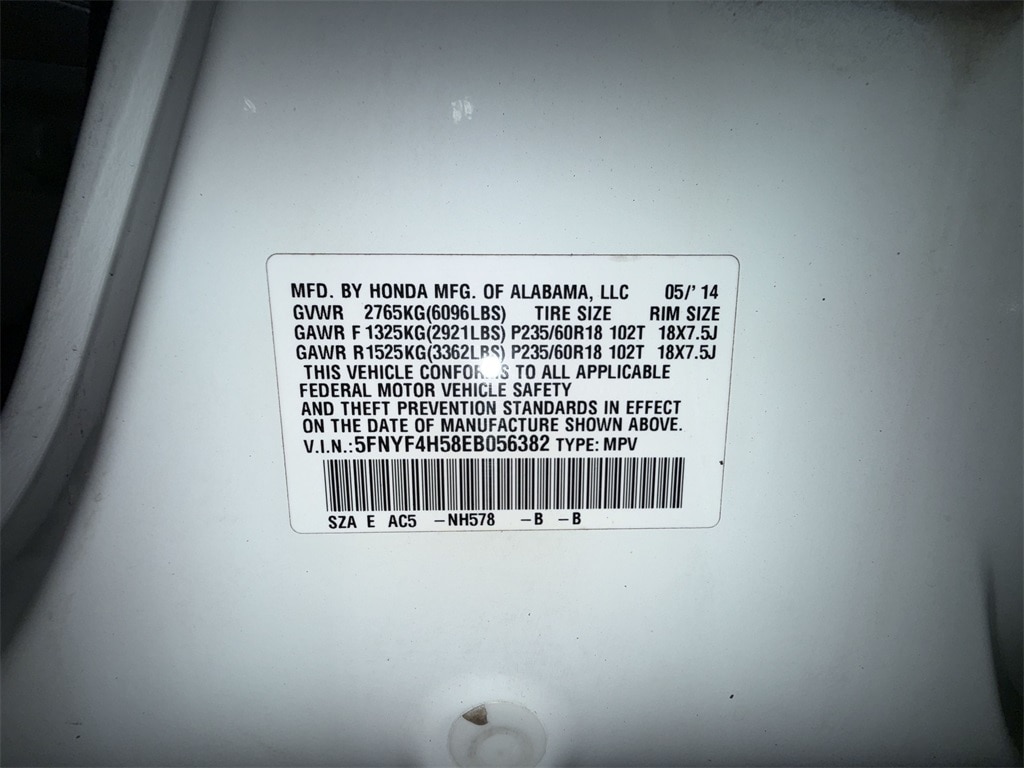 MFD. BY HONDA MFG. OF ALABAMA, LLC 05/'14
GVWR 2765KG(6096LBS) TIRE SIZE RIM SIZE
GAWR F 1325KG(2921LBS) P235/60R18 102T 18X7.5J
GAWR R1525KG(3362LBS) P235/60R18 102T 18X7.5J
THIS VEHICLE CONFORMS TO ALL APPLICABLE
FEDERAL MOTOR VEHICLE SAFETY
AND THEFT PREVENTION STANDARDS IN EFFECT
ON THE DATE OF MANUFACTURE SHOWN ABOVE.
V.I.N.:5FNYF4H58EB056382 TYPE: MPV
SZA E AC5 -NH578 -B -B